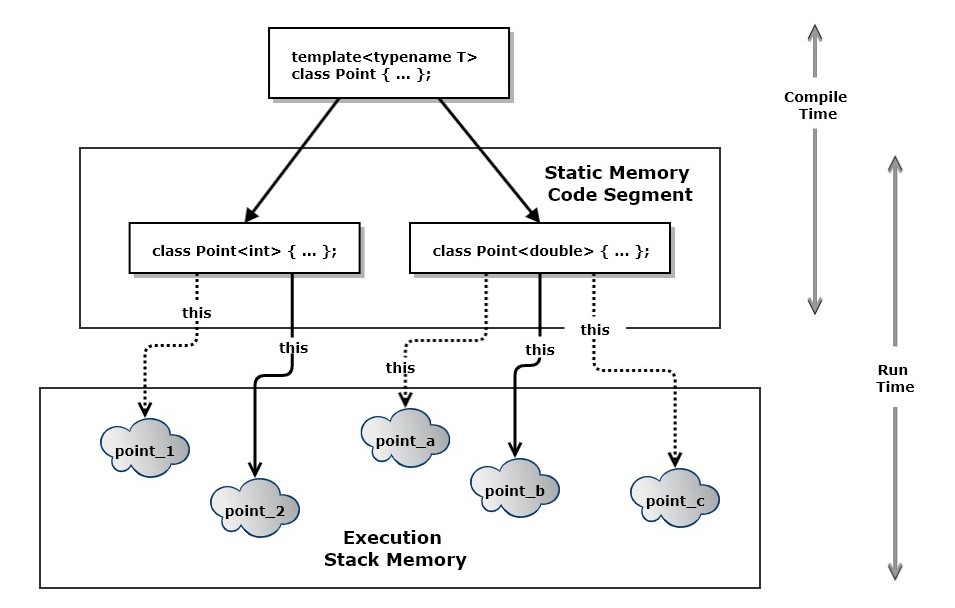 template<typename T>
class Point { ... };
Compile
Time
Static Memory
Code Segment
class Point<int> { ... };
class Point<double> { ... };
this
this
this
this
this
Run
Time
point_1
point_2
point_a
point_b
point_c
Execution
Stack Memory